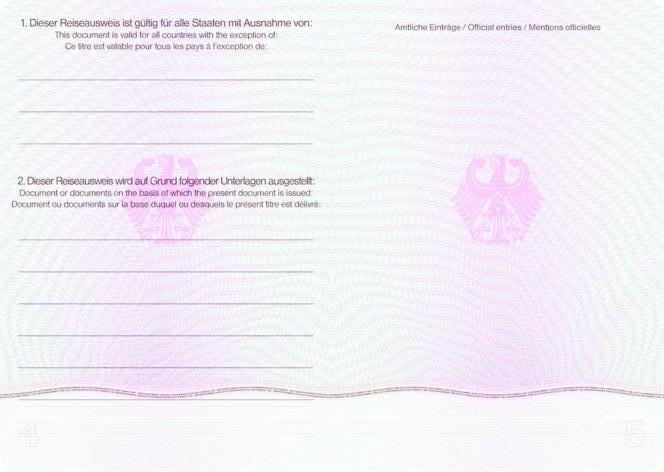 1. Dieser Reiseausweis ist gültig für alle Staaten mit Ausnahme von:
This document is valid for all countries with the exception of:
Ce titre est valable pour tous les pays à l'exception de:
2. Dieser Reiseausweis wird auf Grund folgender Unterlagen ausgestellt:
Document or documents on the basis of which the present document is issued:
Document ou documents sur la base duquel ou desquels le présent titre est délivré:
4
Amtliche Einträge / Official entries / Mentions officielles
5